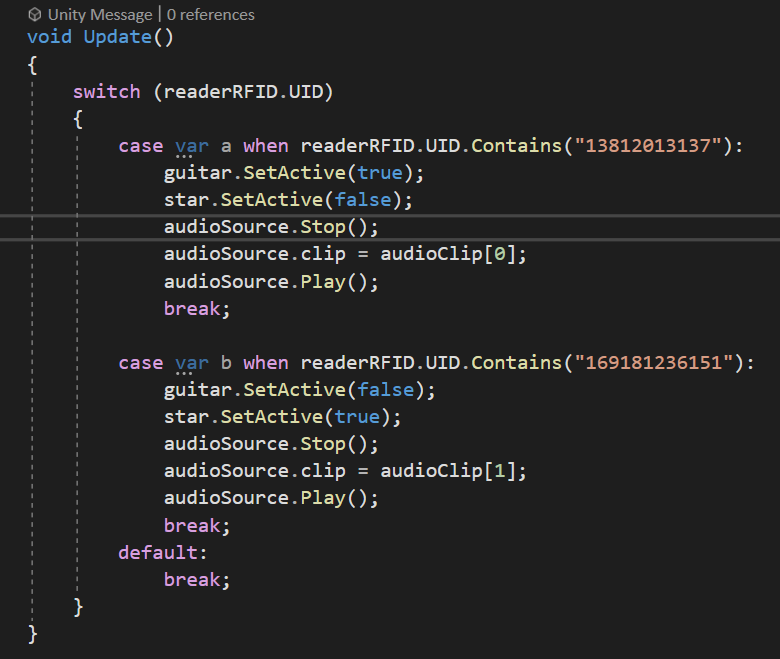 Unity Message | 0 references
void Update()
{
switch (readerRFID.UID)
{
case var a when readerRFID.UID.Contains("13812013137"):
guitar.SetActive(true);
star.SetActive(false);
audioSource.Stop();
audioSource.clip = audioClip[0];
audioSource.Play();
break;
case var b when readerRFID.UID.Contains("169181236151"):
guitar.SetActive(false);
star.SetActive(true);
audioSource.Stop();
audioSource.clip = audioClip[1];
audioSource.Play();
break;
default:
break;
}
}